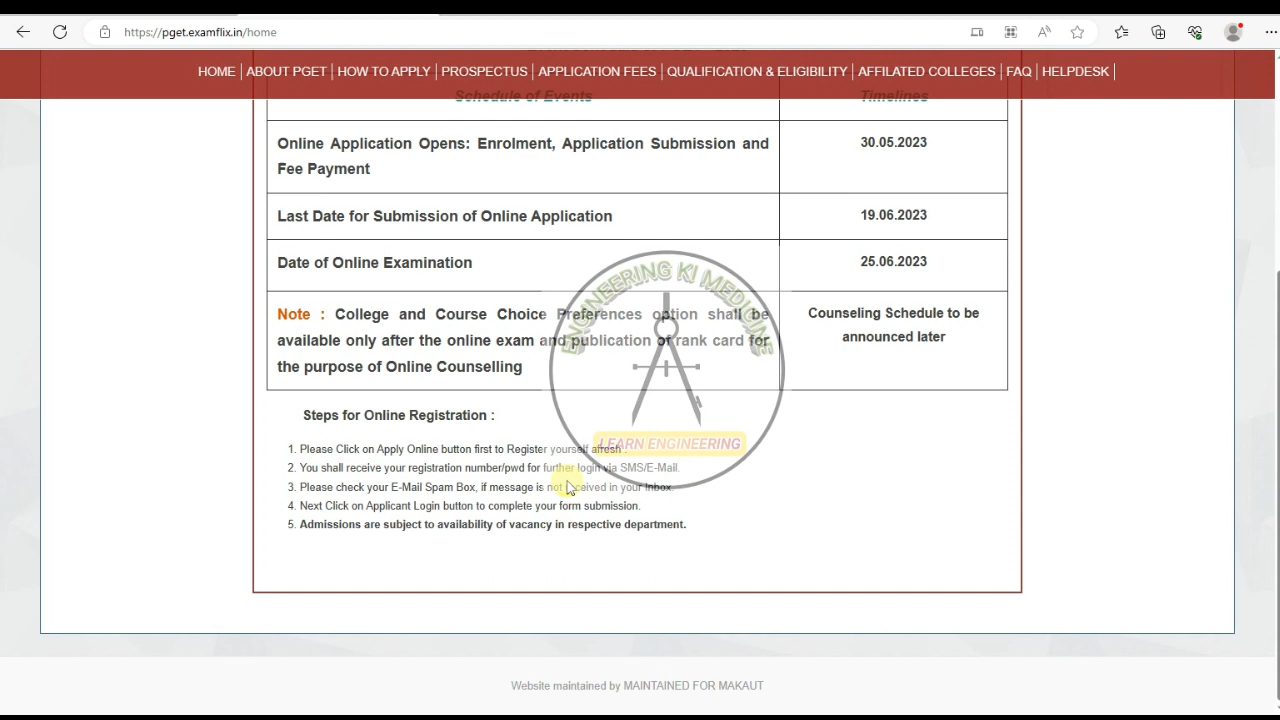 https://pget.examflix.in/home
HOME ABOUT PGET HOW TO APPLY PROSPECTUS APPLICATION FEES QUALIFICATION & ELIGIBILITY AFFILATED COLLEGES FAQ HELPDESK
Schedule of Events Timelines
Online Application Opens: Enrolment, Application Submission and 30.05.2023
Fee Payment
Last Date for Submission of Online Application 19.06.2023
Date of Online Examination 25.06.2023
Note : College and Course Choice Preferences option shall be
available only after the online exam and publication of rank card for
the purpose of Online Counselling
Counseling Schedule to be
announced later
ENGINEERING KI MEDICINE
LEARN ENGINEERING
Steps for Online Registration :
1. Please Click on Apply Online button first to Register yourself afresh .
2. You shall receive your registration number/pwd for further login via SMS/E-Mail.
3. Please check your E-Mail Spam Box, if message is not received in your Inbox.
4. Next Click on Applicant Login button to complete your form submission.
5. Admissions are subject to availability of vacancy in respective department.
Website maintained by MAINTAINED FOR MAKAUT